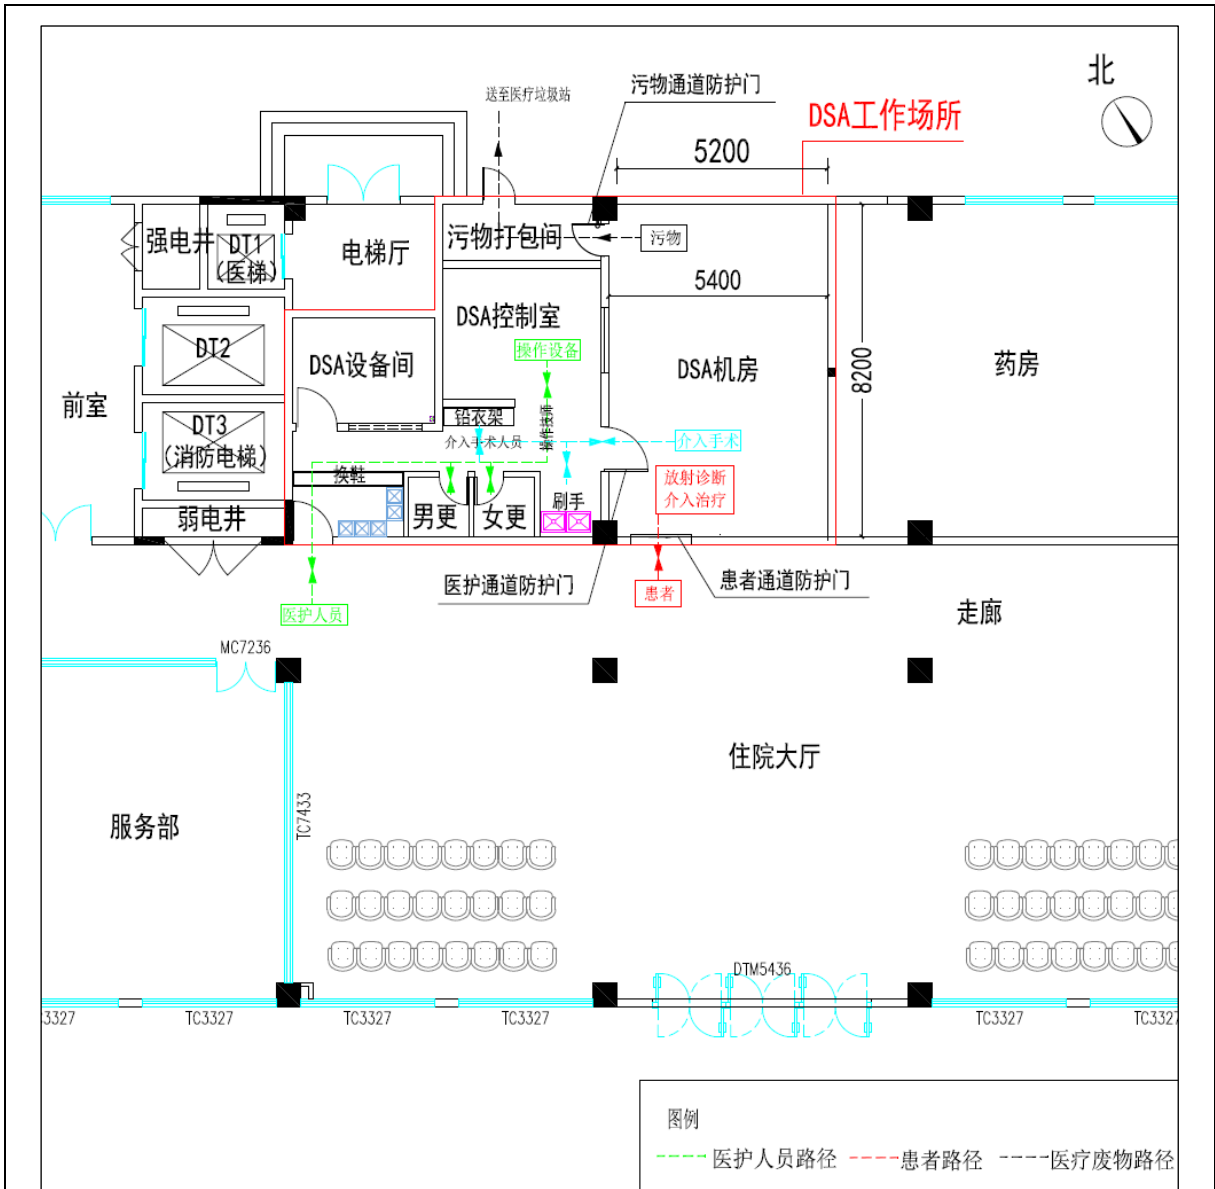 北
污物通道防护门
送至医疗垃圾站
DSA工作场所
5200
强电井
DT1
(医梯)
电梯厅
污物打包间
污物
5400
DSA控制室
操作设备
DT2
DSA设备间
DSA机房
8200
药房
前室
DT3
(消防电梯)
铅衣架
操作技师
介入手术人员
介入手术
换鞋
放射诊断
介入治疗
弱电井
男更
女更
刷手
医护通道防护门
患者通道防护门
患者
医护人员
走廊
MC7236
住院大厅
TC7433
服务部
DTM5436
3327
TC3327
TC3327
TC3327
TC3327
TC3327
图例
医护人员路径
患者路径
医疗废物路径